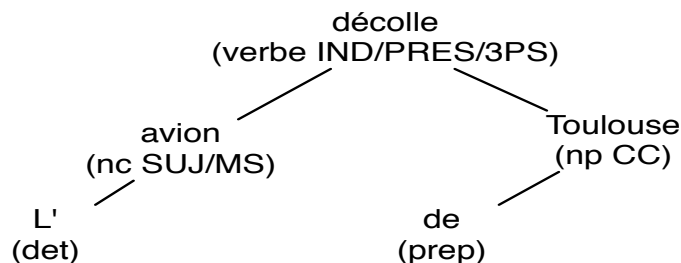 décolle
(verbe IND/PRES/3PS)
avion
(nc SUJ/MS)
Toulouse
(np CC)
L'
(det)
de
(prep)